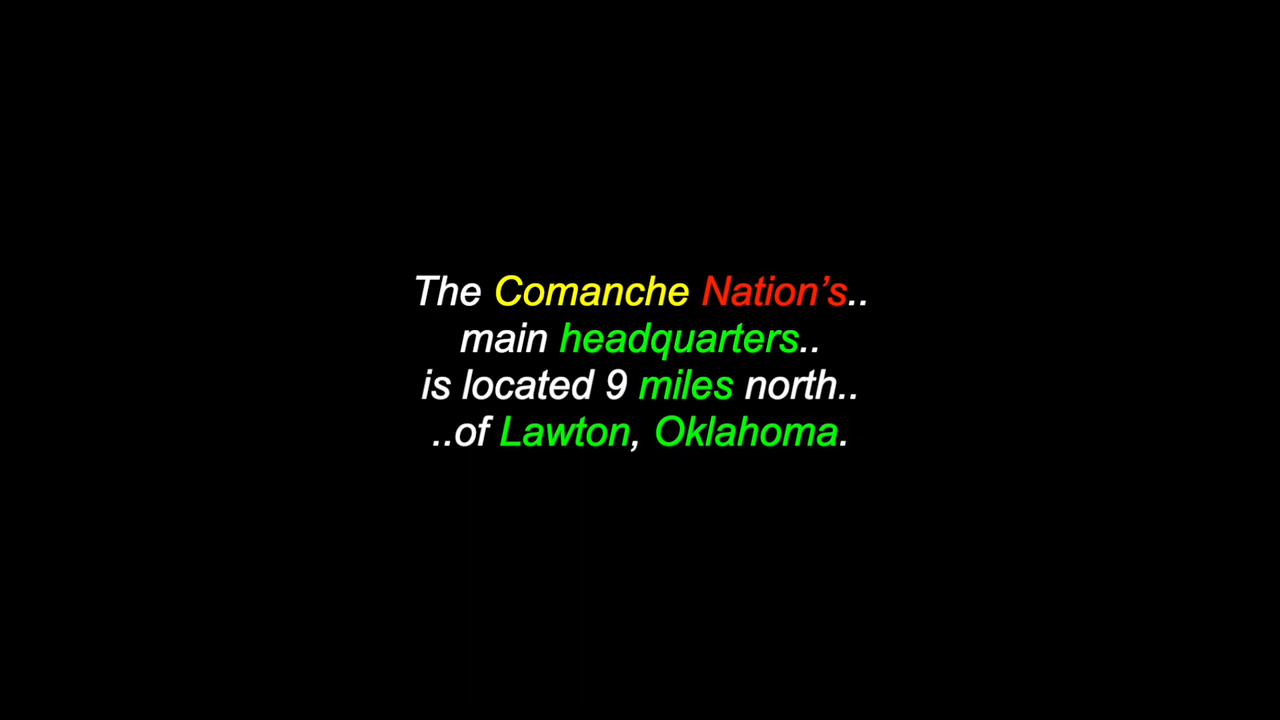 The Comanche Nation’s..
main headquarters..
is located 9 miles north..
..of Lawton, Oklahoma.